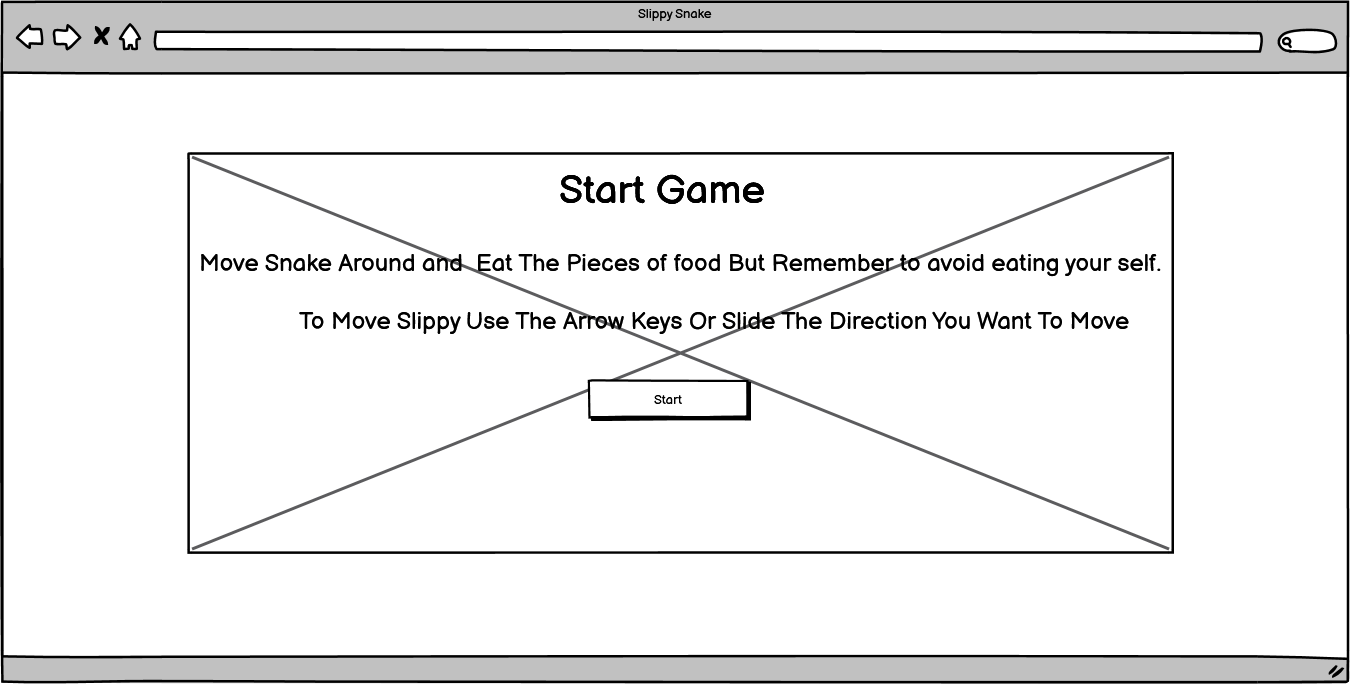 Slippy Snake
Start Game
Move Snake Around and Eat The Pieces of food But Remember to avoid eating your self.
To Move Slippy Use The Arrow Keys Or Slide The Direction You Want To Move
Start